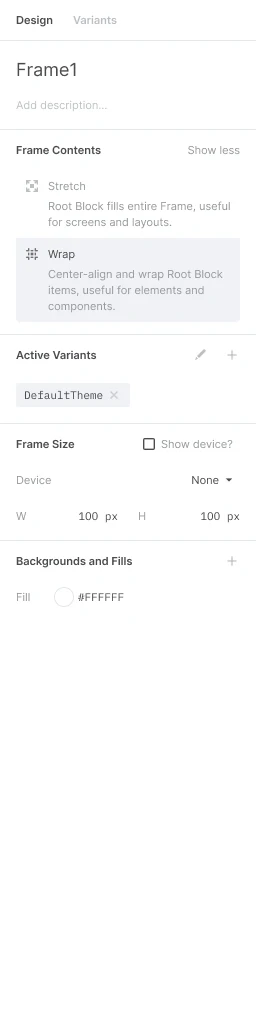 Design Variants
Frame1
Add description...
Frame Contents Show less
Stretch
Root Block fills entire Frame, useful
for screens and layouts.
Wrap
Center-align and wrap Root Block
items, useful for elements and
components.
Active Variants
DefaultTheme
Frame Size Show device?
Device None
W 100 px H 100 px
Backgrounds and Fills
Fill #FFFFFF